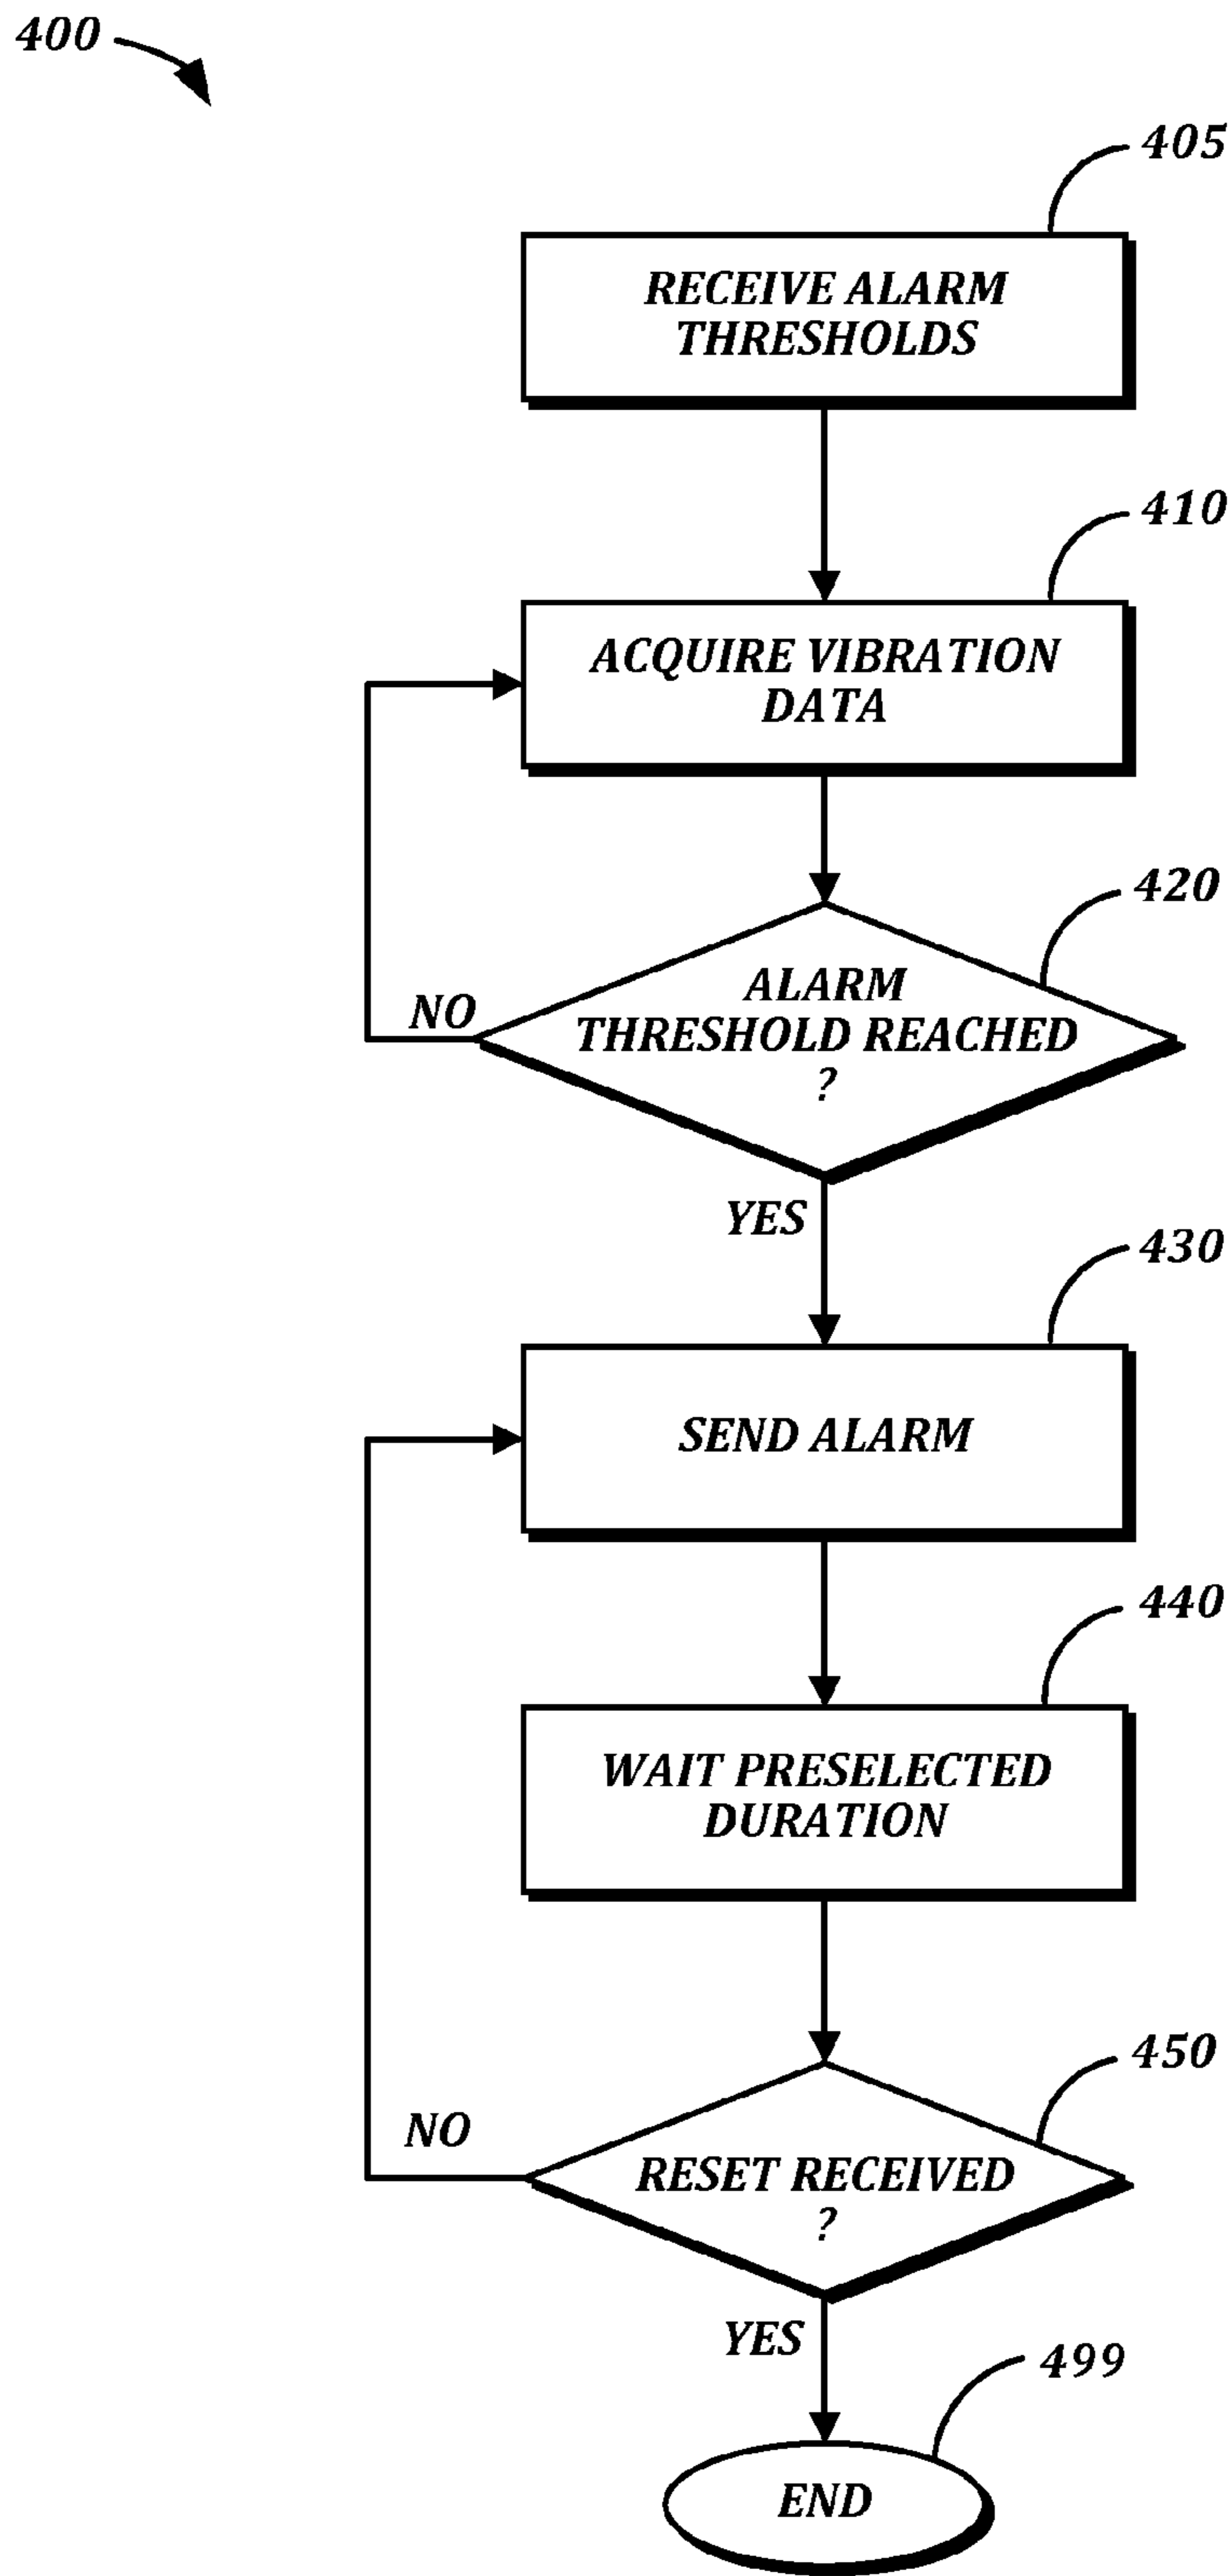 400
405
RECEIVE ALARM
THRESHOLDS
410
ACQUIRE VIBRATION
DATA
420
ALARM
THRESHOLD REACHED
?
NO
YES
430
SEND ALARM
440
WAIT PRESELECTED
DURATION
450
RESET RECEIVED
?
NO
YES
499
END